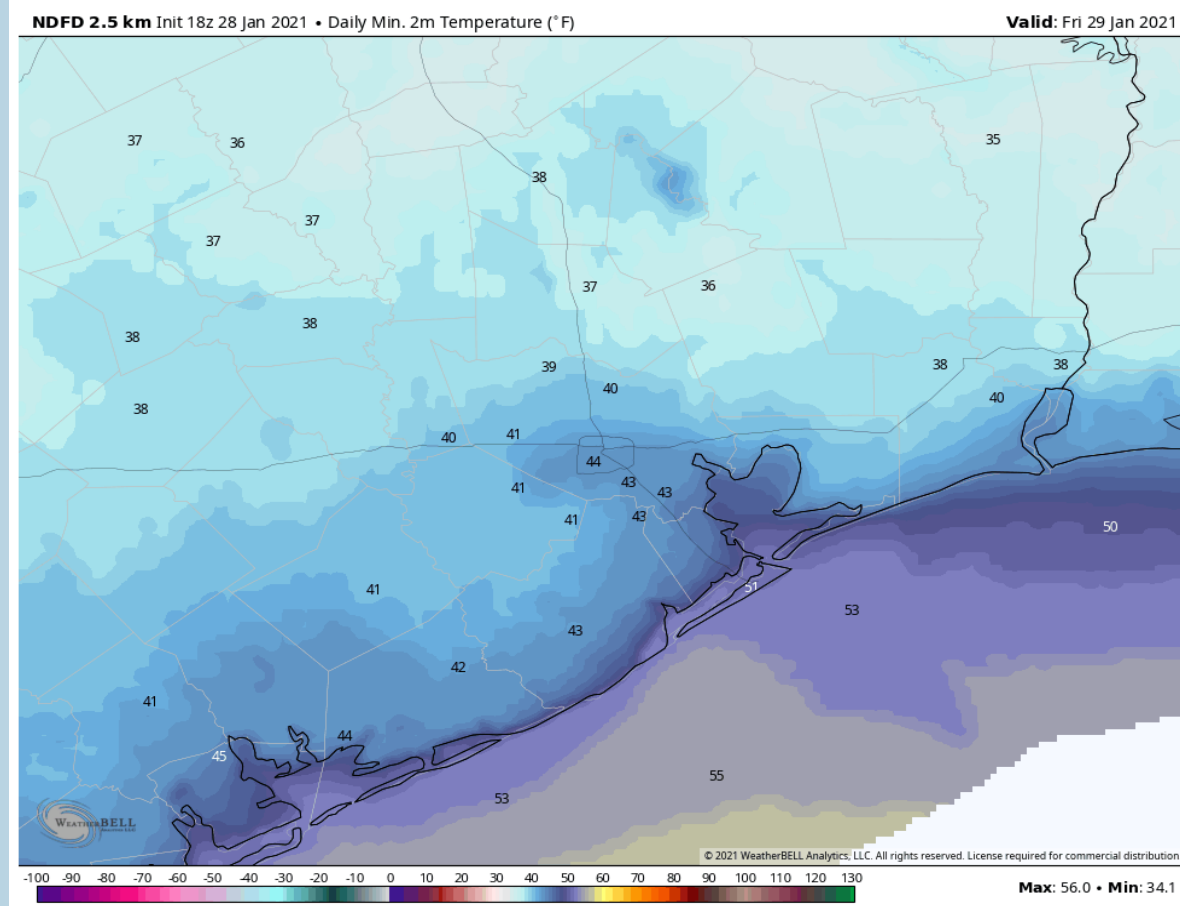 NDFD 2.5 km Init 18z 28 Jan 2021 • Daily Min. 2m Temperature (˚F) Valid: Fri 29 Jan 2021
37 36 35
38
37
37
37 36
38 38
39 38 38
40 40
38
40 41
44
41 43 43
41 43
50
41 51
53
43
42
41
44
45
55
53
WEATHERBELL
Analytics LLC
© 2021 WeatherBELL Analytics, LLC. All rights reserved. License required for commercial distribution
-100 -90 -80 -70 -60 -50 -40 -30 -20 -10 0 10 20 30 40 50 60 70 80 90 100 110 120 130
Max: 56.0 • Min: 34.1